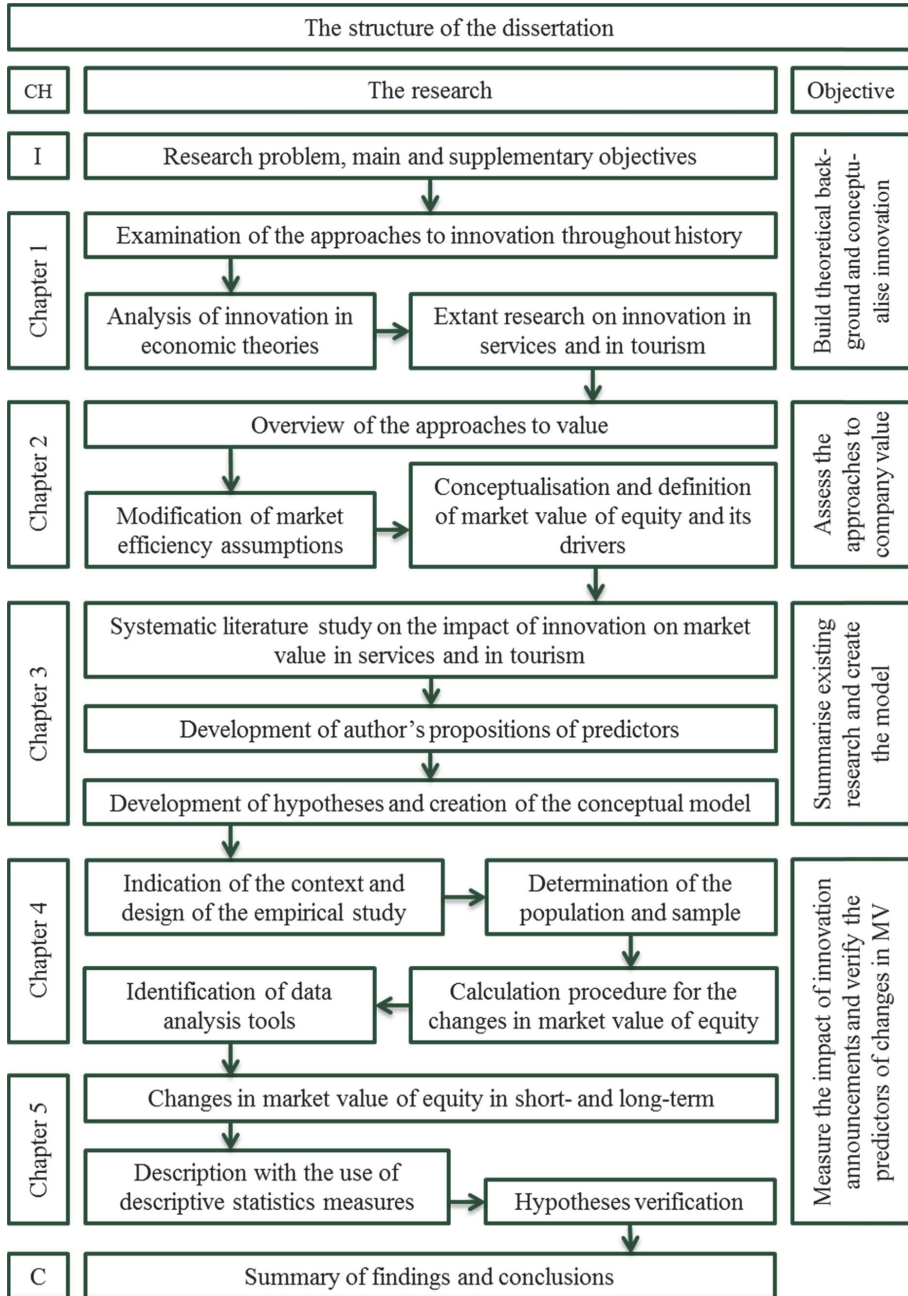 The structure of the dissertation
CH
The research
Objective
I
Research problem, main and supplementary objectives
Build theoretical back-
ground and conceptu-
alise innovation
Chapter 1
Examination of the approaches to innovation throughout history
Analysis of innovation in
economic theories
Extant research on innovation in
services and in tourism
Chapter 2
Overview of the approaches to value
Modification of market
efficiency assumptions
Conceptualisation and definition
of market value of equity and its
drivers
Assess the
approaches to
company value
Chapter 3
Systematic literature study on the impact of innovation on market
value in services and in tourism
Development of author's propositions of predictors
Development of hypotheses and creation of the conceptual model
Summarise existing
research and create
the model
Chapter 4
Indication of the context and
design of the empirical study
Determination of the
population and sample
Identification of data
analysis tools
Calculation procedure for the
changes in market value of equity
Measure the impact of innovation
announcements and verify the
predictors of changes in MV
Chapter 5
Changes in market value of equity in short- and long-term
Description with the use of
descriptive statistics measures
Hypotheses verification
C
Summary of findings and conclusions